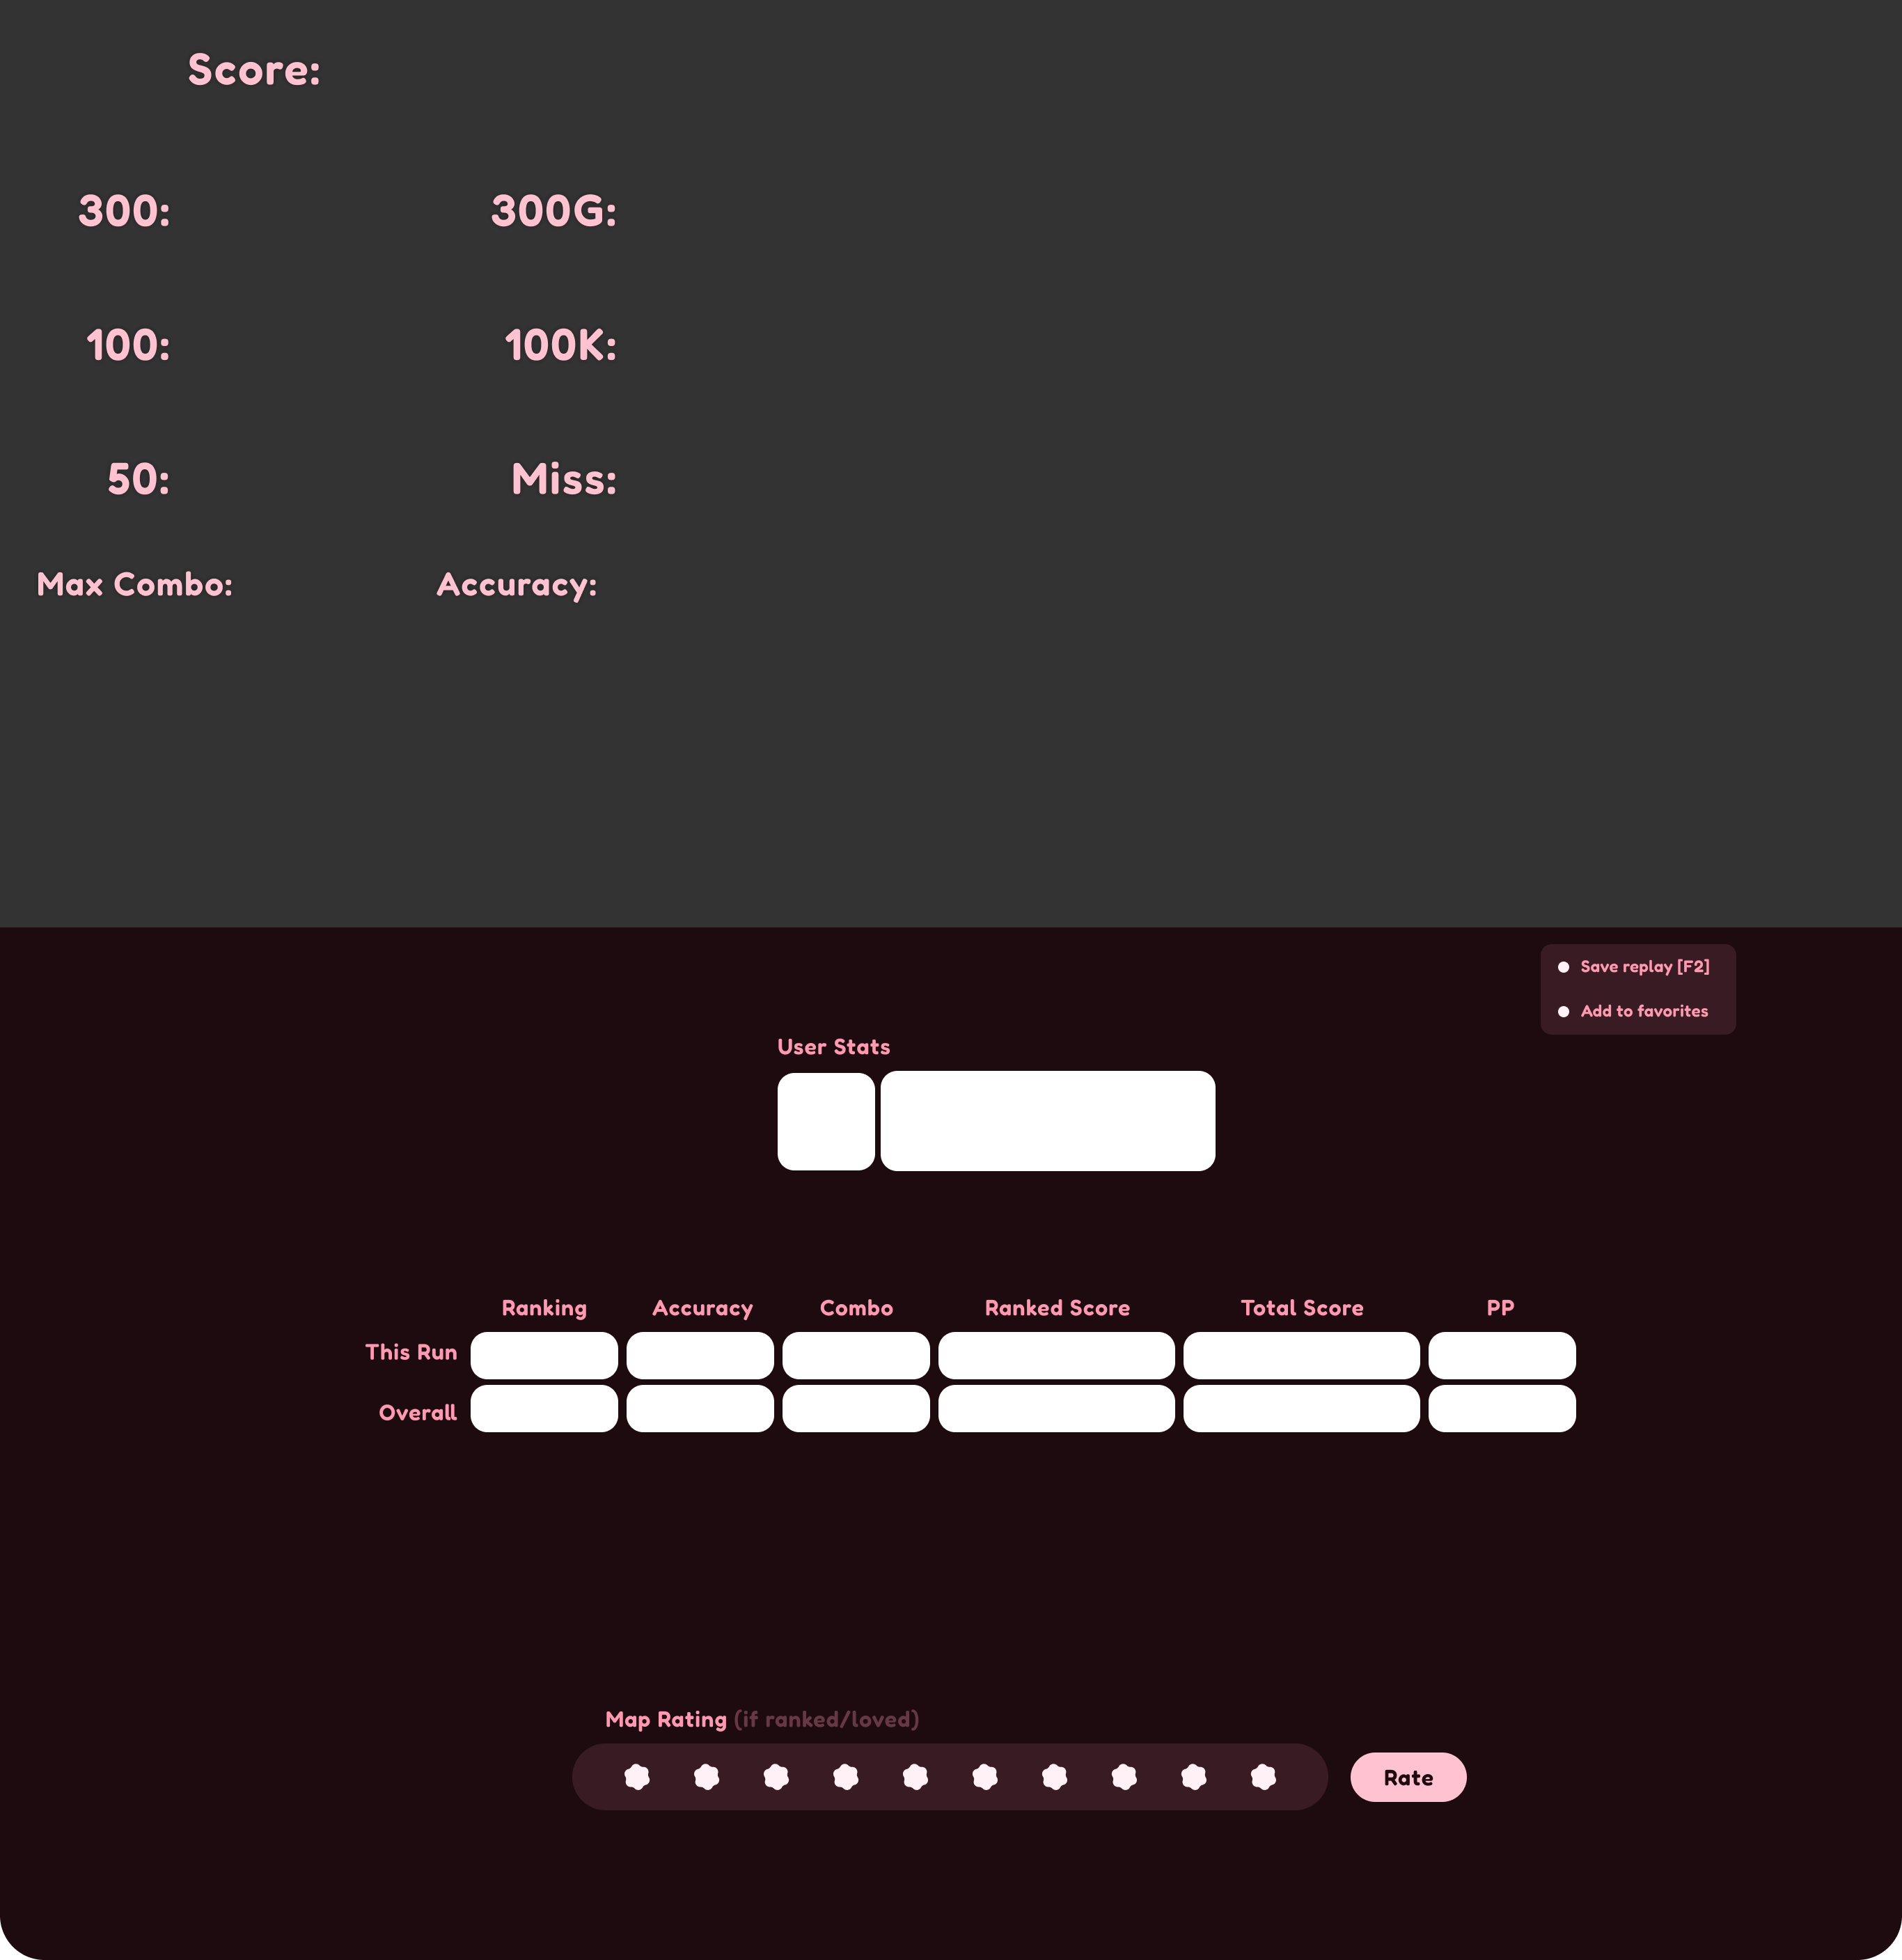 Score:
300: 300G:
100: 100K:
50: Miss:
Max Combo: Accuracy:
Save replay [F2]
Add to favorites
User Stats
Ranking Accuracy Combo Ranked Score Total Score PP
This Run
Overall
Map Rating (if ranked/loved)
Rate